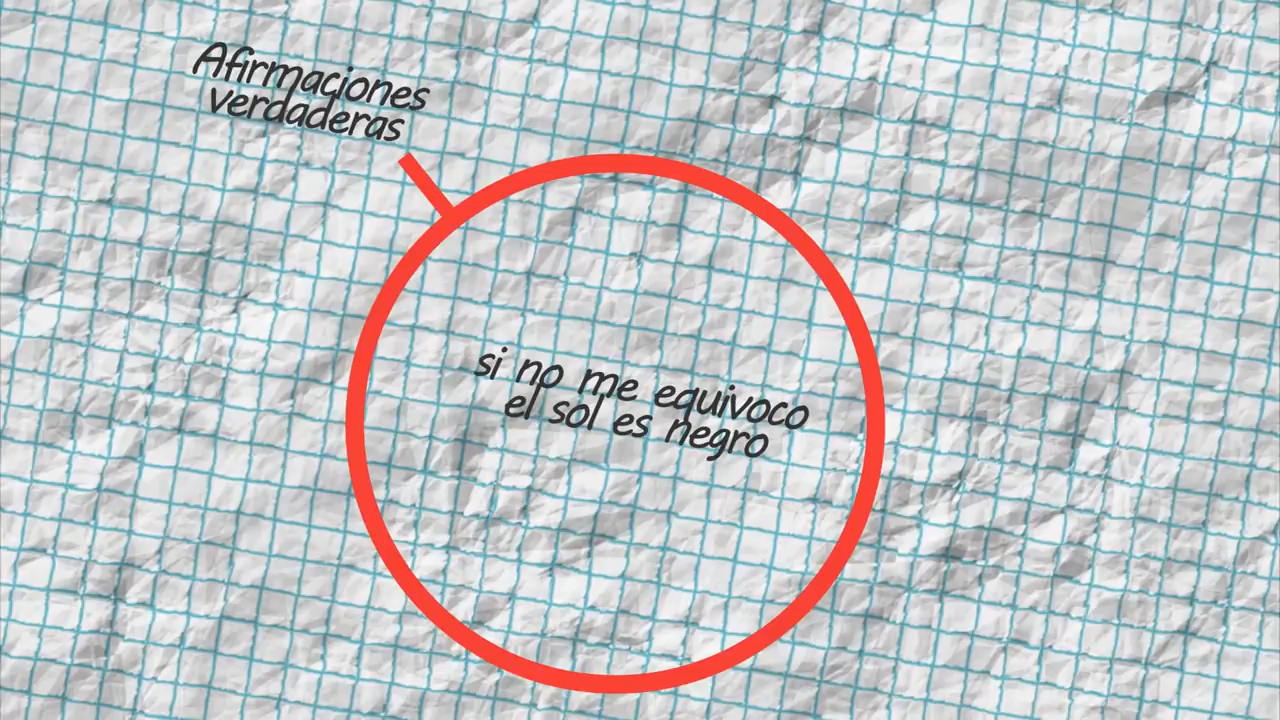 Afirmaciones
verdaderas
si no me equivoco
el sol es negro